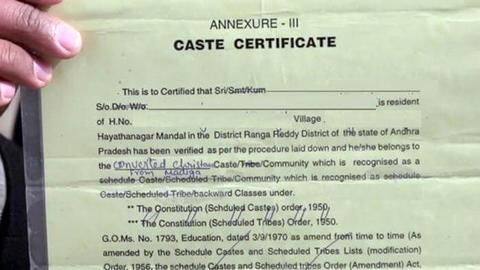 ANNEXURE - III
CASTE CERTIFICATE
This is to Certified that Sri/Smt/Kum
S/o. D/o. W/o: is resident
of H.No. Village
Hayathanagar Mandal in the District Ranga Reddy District of the state of Andhra
Pradesh has been verified as per the procedure laid down and he/she belongs to
the converted Christian Caste/Tribe/Community which is recognised as a
from Madiga
schedule Caste/Scheduled Tribe/Community which is recognised as schedule
Caste/Scheduled Tribe/backward Classes under.
** The Constitution (Schduled Castes) Order, 1950,
** The Constitution (Scheduled Tribes) Order, 1950.
G.O.Ms. No. 1793, Education, dated 3/9/1970 as amend from time to time (As
amended by the Schedule Castes and Scheduled Tribes Lists (modification)
Order, 1956, the schedule Castes and Scheduled tribes Order (Amendment) Act,